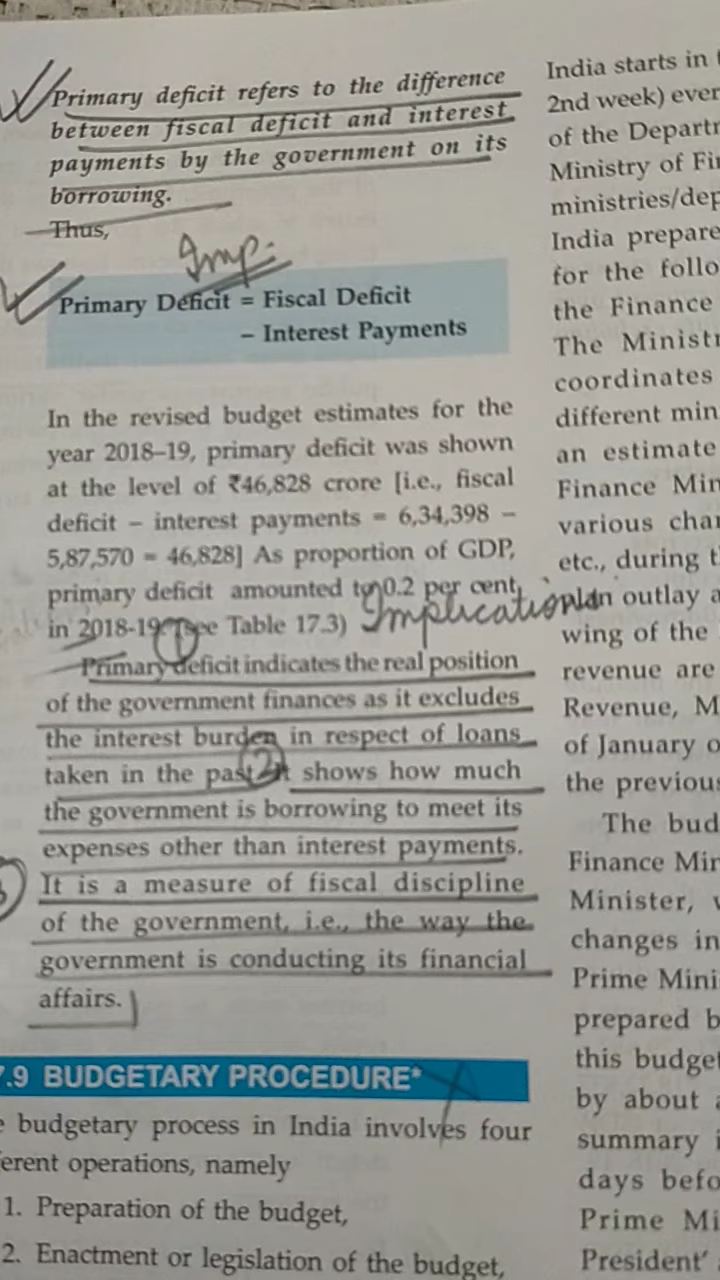 Primary deficit refers to the difference
between fiscal deficit and interest
payments by the government on its
borrowing.
Thus,
Imp.
Primary Deficit = Fiscal Deficit
– Interest Payments
In the revised budget estimates for the
year 2018–19, primary deficit was shown
at the level of ₹46,828 crore [i.e., fiscal
deficit – interest payments = 6,34,398 –
5,87,570 = 46,828] As proportion of GDP,
primary deficit amounted to 0.2 per cent
in 2018-19. (see Table 17.3)
Implications
1
Primary deficit indicates the real position
of the government finances as it excludes
the interest burden in respect of loans
taken in the past. It shows how much
2
the government is borrowing to meet its
expenses other than interest payments.
3
It is a measure of fiscal discipline
of the government, i.e., the way the
government is conducting its financial
affairs.
7.9 BUDGETARY PROCEDURE*
budgetary process in India involves four
erent operations, namely
1. Preparation of the budget,
2. Enactment or legislation of the budget,
India starts in
2nd week) ever
of the Departm
Ministry of Fi
ministries/dep
India prepare
for the follo
the Finance
The Ministr
coordinates
different min
an estimate
Finance Min
various char
etc., during t
plan outlay a
wing of the
revenue are
Revenue, M
of January o
the previous
The bud
Finance Min
Minister,
changes in
Prime Mini
prepared b
this budget
by about
summary i
days befo
Prime Mi
President'